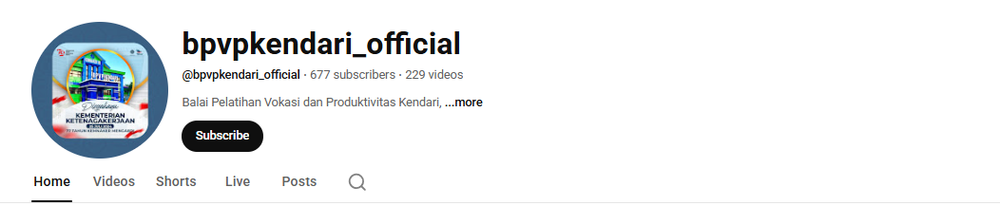 bpvpkendari_official
@bpvpkendari_official · 677 subscribers · 229 videos
Balai Pelatihan Vokasi dan Produktivitas Kendari, ...more
Subscribe
Dirgahayu
KEMENTERIAN
KETENAGAKERJAAN
Home Videos Shorts Live Posts